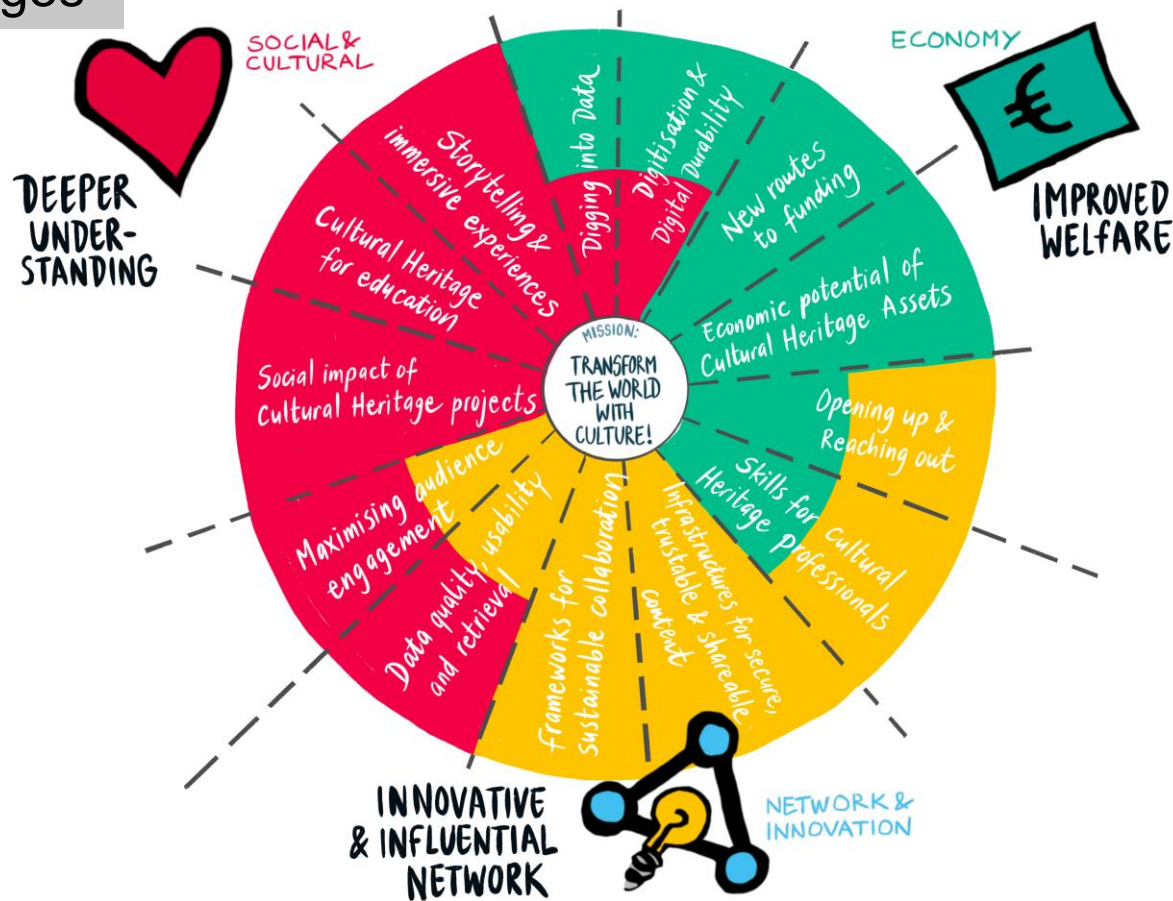 SOCIAL &
CULTURAL
ECONOMY
DEEPER
UNDER-
STANDING
IMPROVED
WELFARE
INNOVATIVE
& INFLUENTIAL
NETWORK
NETWORK &
INNOVATION
MISSION:
TRANSFORM
THE WORLD
WITH
CULTURE!
Digging into Data
Digitisation &
Digital Durability
New routes
to funding
Economic potential of
Cultural Heritage Assets
Opening up &
Reaching out
Skills for Cultural
Heritage professionals
Infrastructures for secure,
trustable & shareable
content
Frameworks for
sustainable collaboration
Data quality, usability
and retrieval
Maximising audience
engagement
Social impact of
Cultural Heritage projects
Cultural Heritage
for education
Storytelling &
immersive experiences